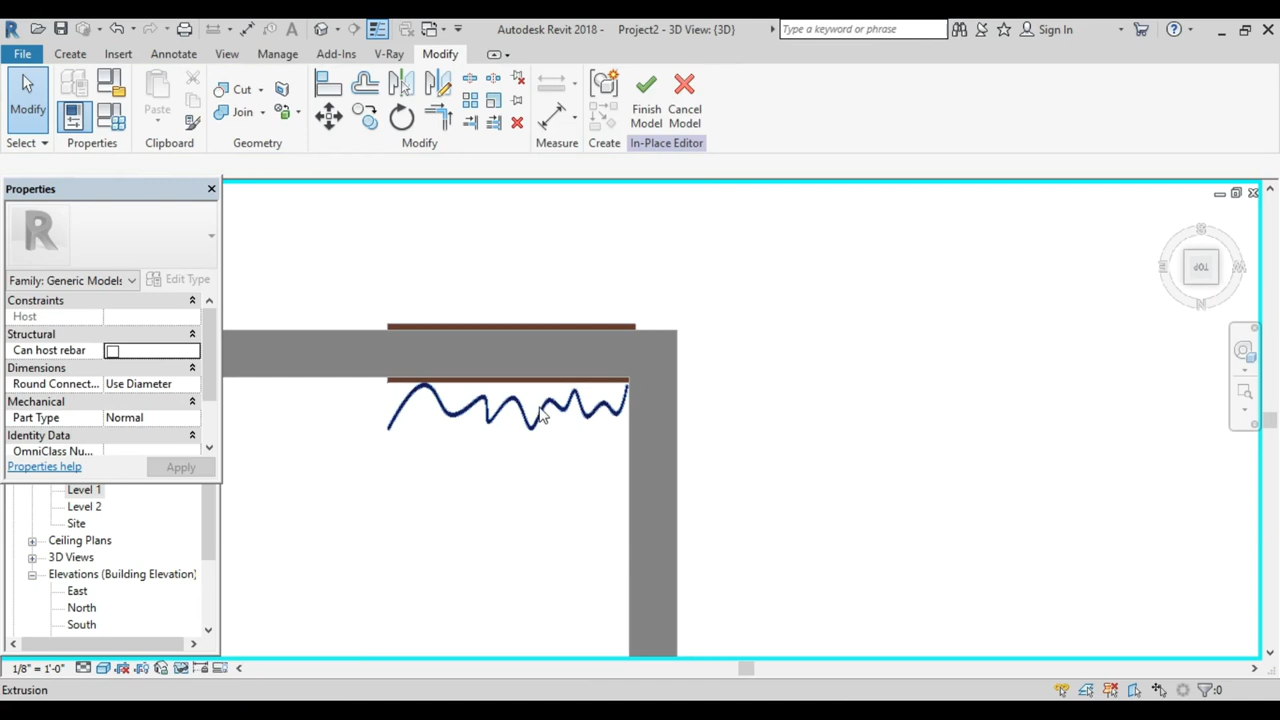 Autodesk Revit 2018 - Project2 - 3D View: {3D}
Type a keyword or phrase
Sign In
File Create Insert Annotate View Manage Add-Ins V-Ray Modify
Modify
Paste
Cut
Join
Finish Model
Cancel Model
Select Properties Clipboard Geometry Modify Measure Create In-Place Editor
Properties
R
Family: Generic Models
Edit Type
Constraints
Host
Structural
Can host rebar
Dimensions
Round Connect... Use Diameter
Mechanical
Part Type Normal
Identity Data
OmniClass Nu...
Properties help
Apply
Level 1
Level 2
Site
Ceiling Plans
3D Views
Elevations (Building Elevation)
East
North
South
TOP
S
N
E
W
1/8" = 1'-0"
Extrusion
:0